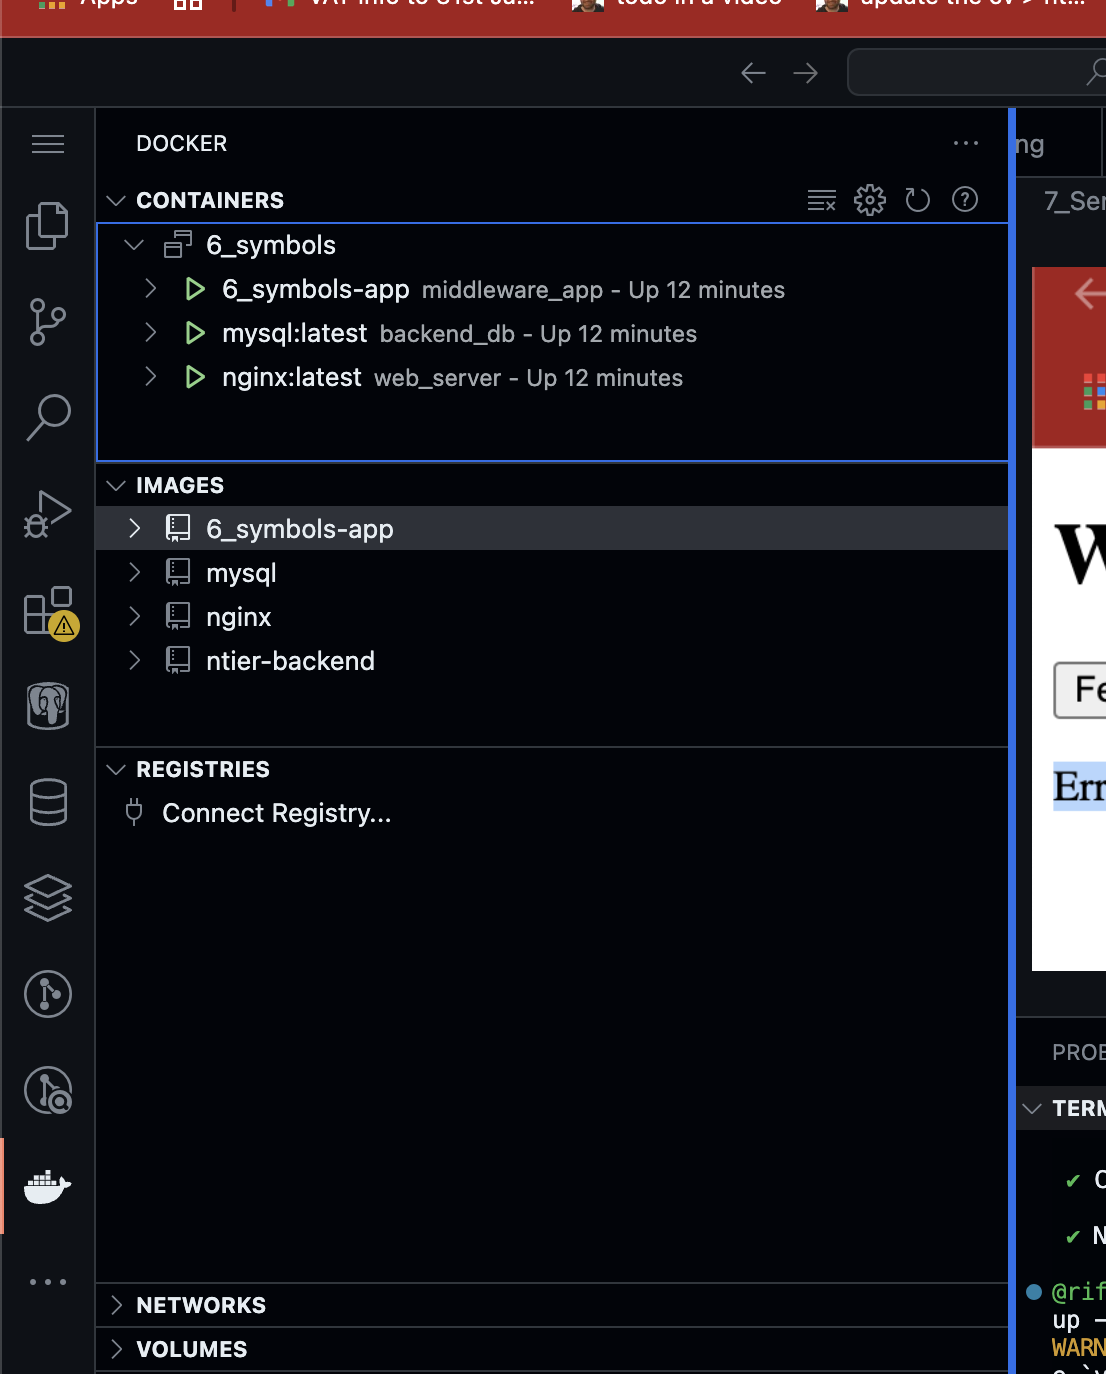 Apps
DOCKER
CONTAINERS
6_symbols
6_symbols-app middleware_app - Up 12 minutes
mysql:latest backend_db - Up 12 minutes
nginx:latest web_server - Up 12 minutes
IMAGES
6_symbols-app
mysql
nginx
ntier-backend
REGISTRIES
Connect Registry...
NETWORKS
VOLUMES
ng
7_Ser
W
Fe
Err
PROB
TERM
✔ C
✔ N
@rif
up -
WARN